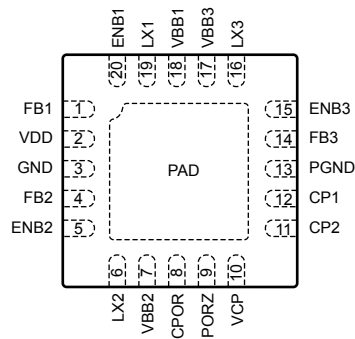 ENB1
LX1
VBB1
VBB3
LX3
20
19
18
17
16
FB1 1
VDD 2
GND 3
FB2 4
ENB2 5
PAD
15 ENB3
14 FB3
13 PGND
12 CP1
11 CP2
6
7
8
9
10
LX2
VBB2
CPOR
PORZ
VCP